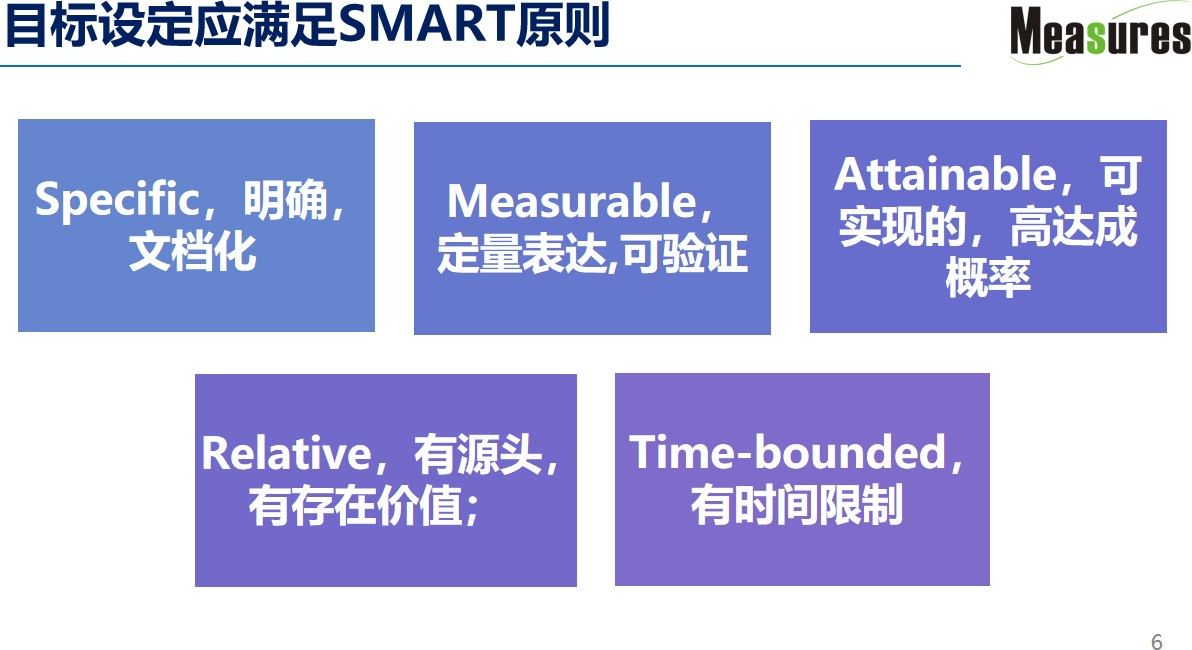 目标设定应满足SMART原则
Measures
Specific，明确，
文档化
Measurable，
定量表达,可验证
Attainable，可
实现的，高达成
概率
Relative，有源头，
有存在价值；
Time-bounded，
有时间限制
6